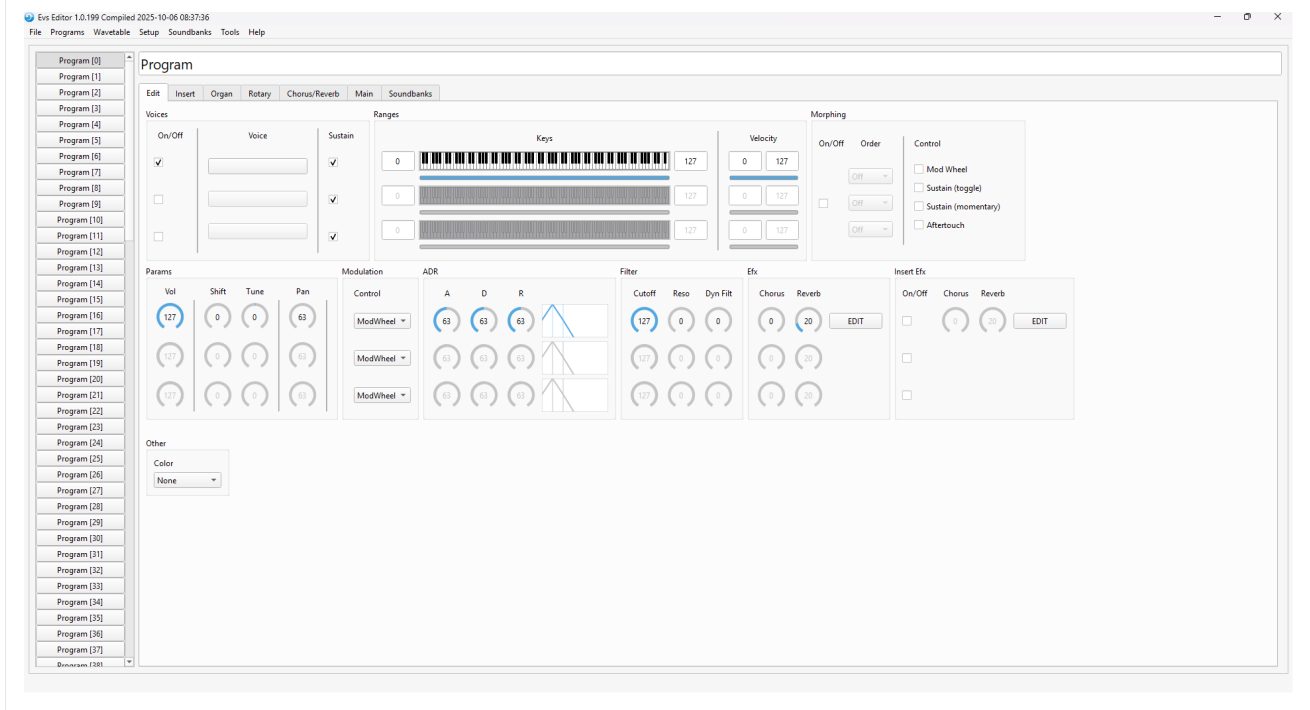 Evs Editor 1.0.199 Compiled 2025-10-06 08:37:36
File Programs Wavetable Setup Soundbanks Tools Help
Program [0]
Program [1]
Program [2]
Program [3]
Program [4]
Program [5]
Program [6]
Program [7]
Program [8]
Program [9]
Program [10]
Program [11]
Program [12]
Program [13]
Program [14]
Program [15]
Program [16]
Program [17]
Program [18]
Program [19]
Program [20]
Program [21]
Program [22]
Program [23]
Program [24]
Program [25]
Program [26]
Program [27]
Program [28]
Program [29]
Program [30]
Program [31]
Program [32]
Program [33]
Program [34]
Program [35]
Program [36]
Program [37]
Program [38]
Program
Edit Insert Organ Rotary Chorus/Reverb Main Soundbanks
Voices
On/Off Voice Sustain
Ranges
Keys Velocity
0 127 0 127
0 127 0 127
0 127 0 127
Morphing
On/Off Order Control
Off
Off
Off
Mod Wheel
Sustain (toggle)
Sustain (momentary)
Aftertouch
Params
Vol Shift Tune Pan
127 0 0 63
127 0 0 63
127 0 0 63
Modulation
Control
ModWheel
ModWheel
ModWheel
ADR
A D R
63 63 63
63 63 63
63 63 63
Filter
Cutoff Reso Dyn Filt
127 0 0
127 0 0
127 0 0
Efx
Chorus Reverb
0 20 EDIT
0 20
0 20
Insert Efx
On/Off Chorus Reverb
0 20 EDIT
Other
Color
None